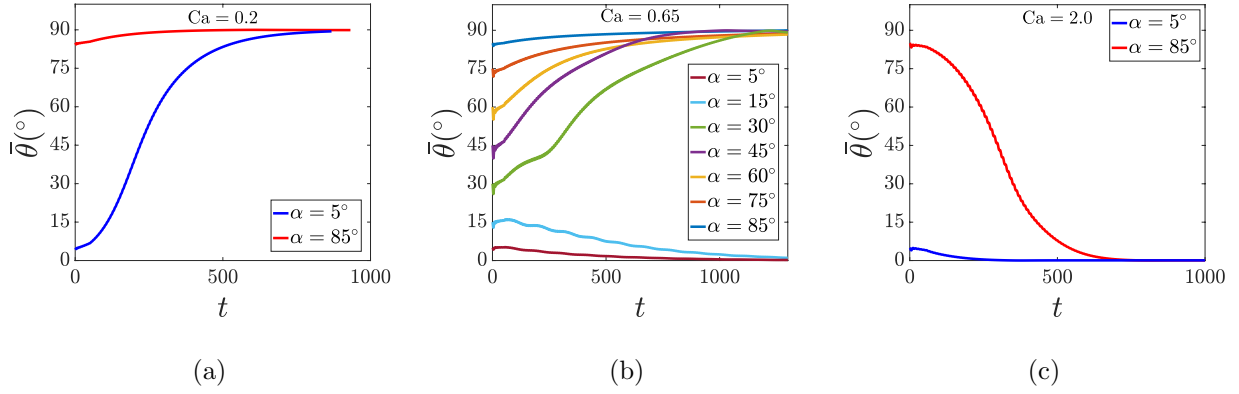 Ca = 0.2
90
75
60
45
30
15
0
θ̄(°)
0
500
1000
t
α = 5°
α = 85°
(a)
Ca = 0.65
90
75
60
45
30
15
0
θ̄(°)
0
500
1000
t
α = 5°
α = 15°
α = 30°
α = 45°
α = 60°
α = 75°
α = 85°
(b)
Ca = 2.0
90
75
60
45
30
15
0
θ̄(°)
0
500
1000
t
α = 5°
α = 85°
(c)